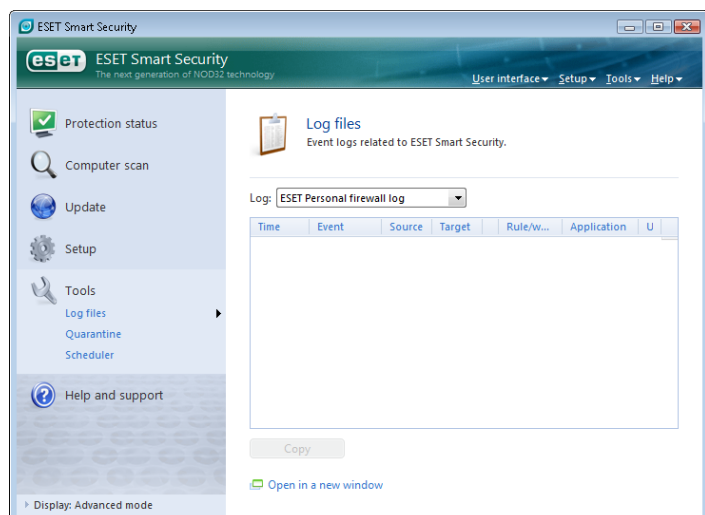 ESET Smart Security
eset
ESET Smart Security
The next generation of NOD32 technology
User interface Setup Tools Help
Protection status
Computer scan
Update
Setup
Tools
Log files
Quarantine
Scheduler
Help and support
Display: Advanced mode
Log files
Event logs related to ESET Smart Security.
Log: ESET Personal firewall log
Time Event Source Target Rule/w... Application U
Copy
Open in a new window